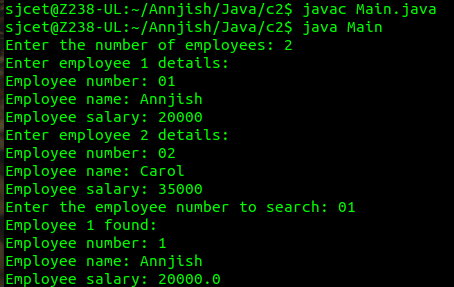 sjcet@Z238-UL:~/Annjish/Java/c2$ javac Main.java
sjcet@Z238-UL:~/Annjish/Java/c2$ java Main
Enter the number of employees: 2
Enter employee 1 details:
Employee number: 01
Employee name: Annjish
Employee salary: 20000
Enter employee 2 details:
Employee number: 02
Employee name: Carol
Employee salary: 35000
Enter the employee number to search: 01
Employee 1 found:
Employee number: 1
Employee name: Annjish
Employee salary: 20000.0